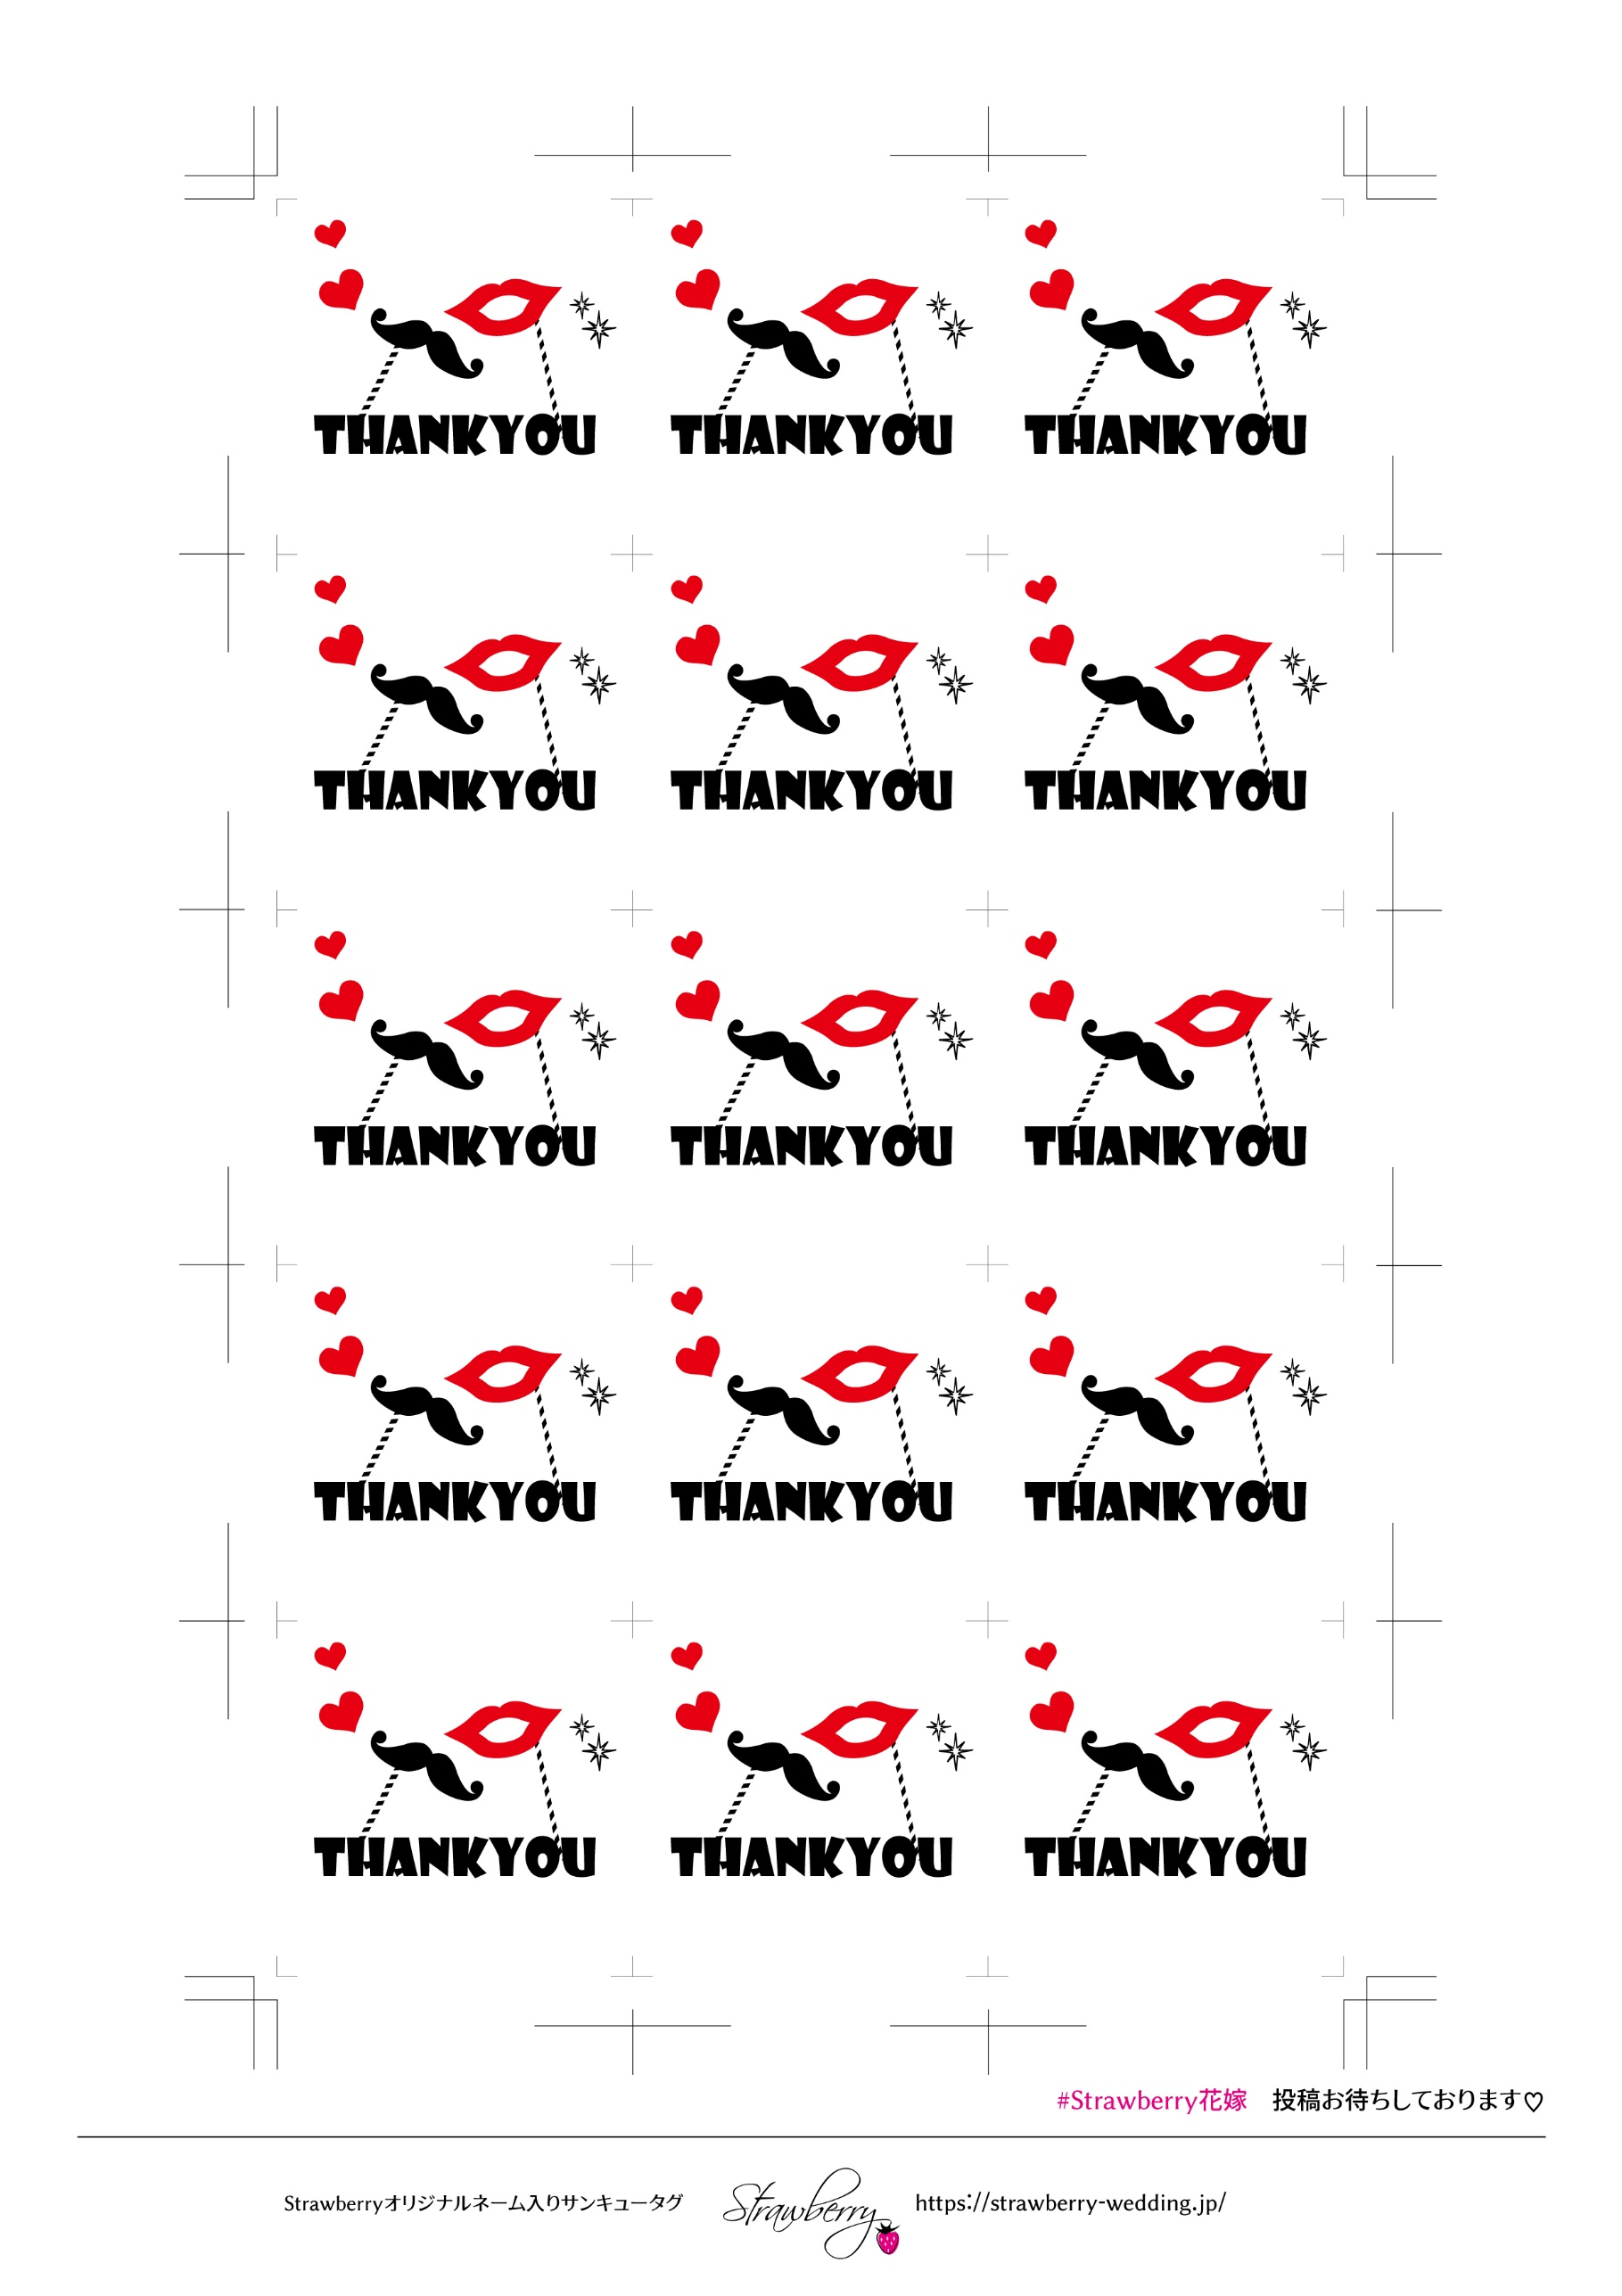 THANKYOU THANKYOU THANKYOU
THANKYOU THANKYOU THANKYOU
THANKYOU THANKYOU THANKYOU
THANKYOU THANKYOU THANKYOU
THANKYOU THANKYOU THANKYOU
#Strawberry花嫁 投稿お待ちしております♡
Strawberryオリジナルネーム入りサンキュータグ Strawberry https://strawberry-wedding.jp/